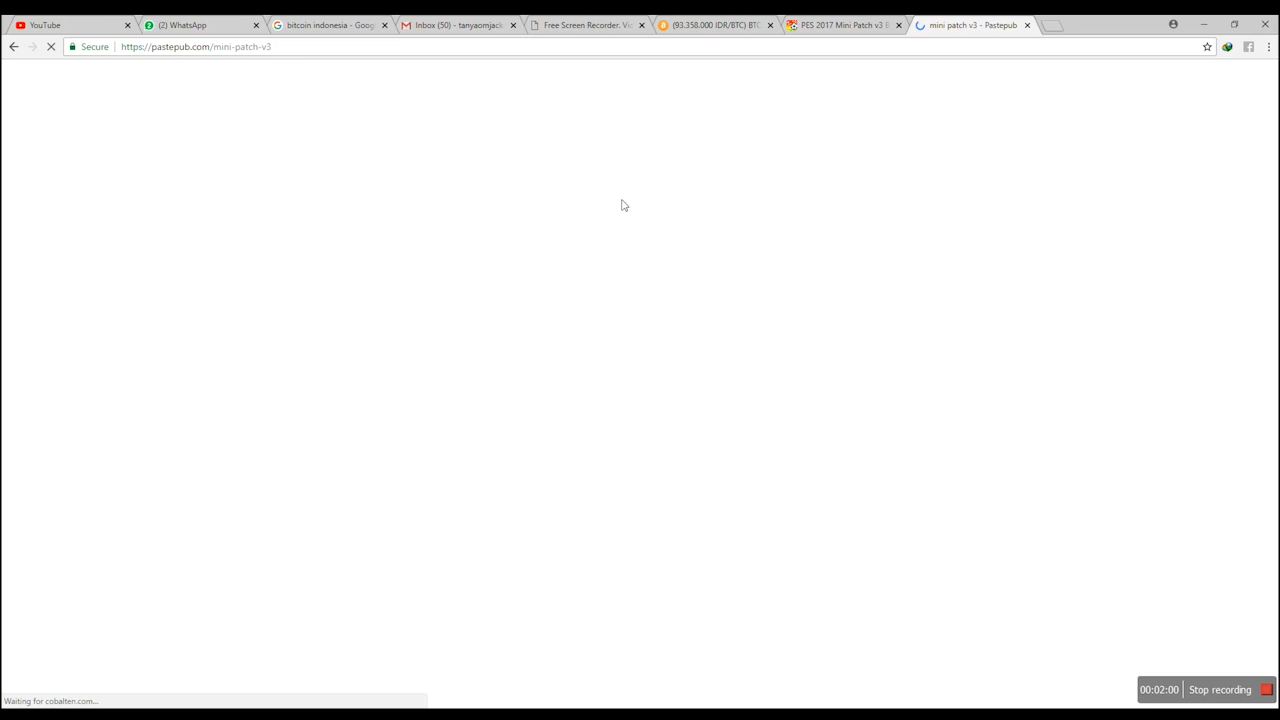 YouTube
(2) WhatsApp
bitcoin indonesia - Goog
Inbox (50) - tanyaomjack
Free Screen Recorder. Vi
(93.358.000 IDR/BTC) BTC
PES 2017 Mini Patch v3 B
mini patch v3 - Pastepub
Secure
https://pastepub.com/mini-patch-v3
Waiting for cobalten.com...
00:02:00
Stop recording